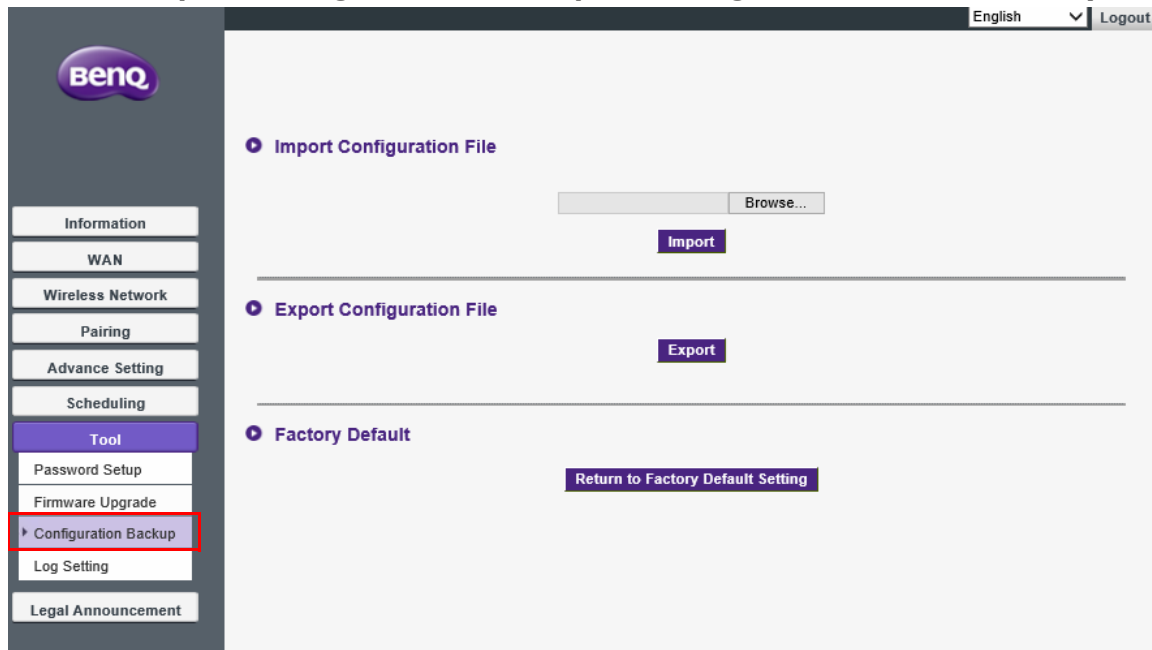 English
Logout
BenQ
Import Configuration File
Browse...
Import
Export Configuration File
Export
Factory Default
Return to Factory Default Setting
Information
WAN
Wireless Network
Pairing
Advance Setting
Scheduling
Tool
Password Setup
Firmware Upgrade
Configuration Backup
Log Setting
Legal Announcement